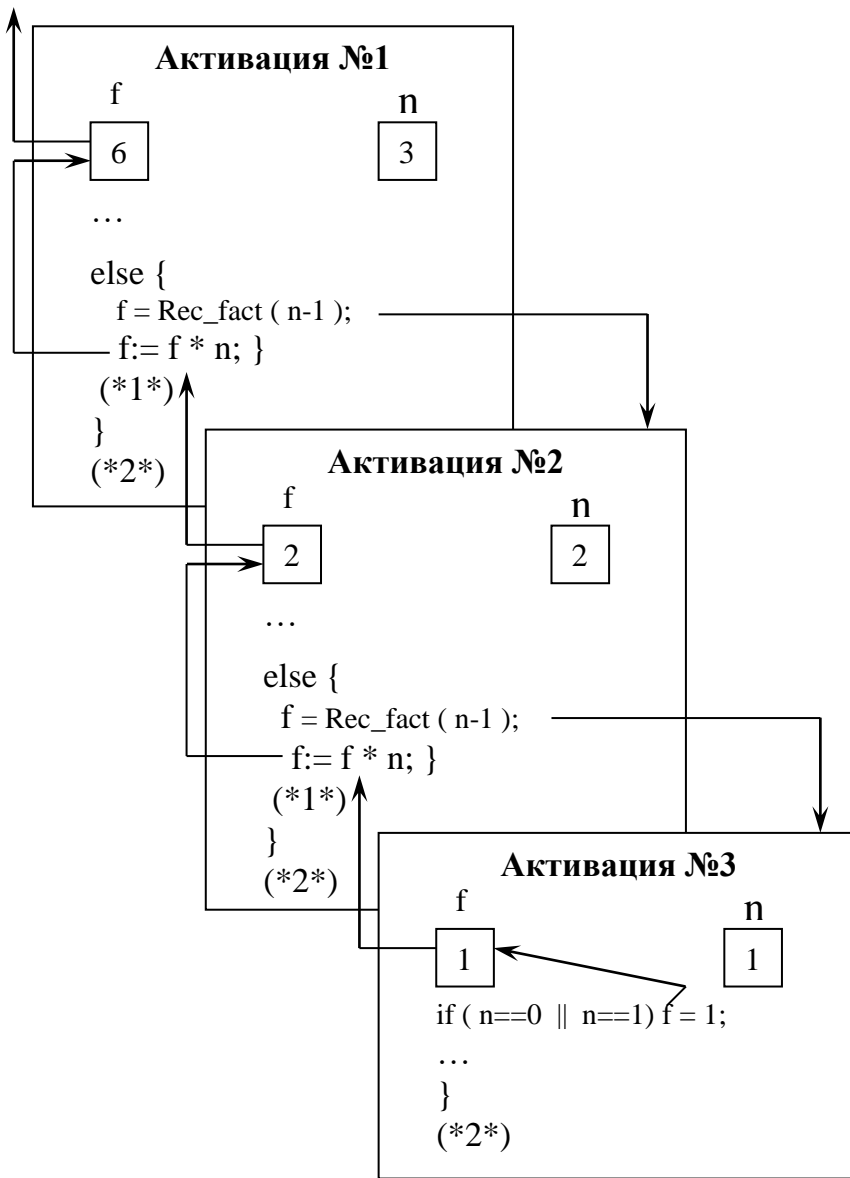 Активация №1
f n
6 3
…
else {
f = Rec_fact ( n-1 );
f:= f * n; }
(*1*)
}
(*2*)
Активация №2
f n
2 2
…
else {
f = Rec_fact ( n-1 );
f:= f * n; }
(*1*)
}
(*2*)
Активация №3
f n
1 1
if ( n==0 || n==1) f = 1;
…
}
(*2*)